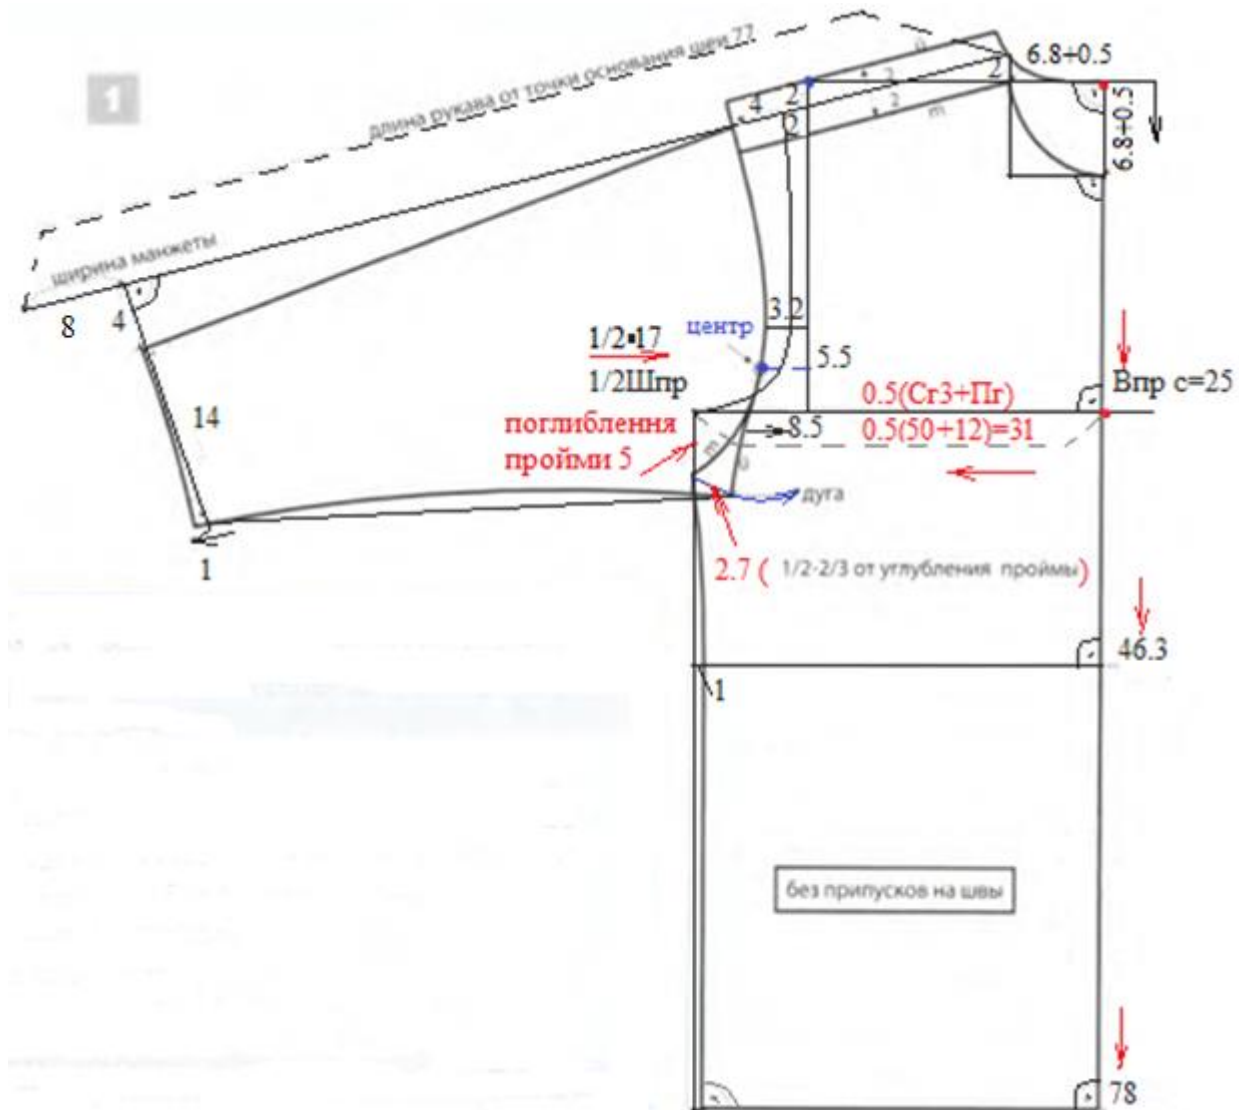 1
длина рукава от точки основания шеи 77
6.8+0.5
6.8+0.5
ширина манжеты
8
4
14
1
4
2
2
2
2
2
m
3.2
центр
5.5
1/2▪17
1/2Шпр
Впр с=25
0.5(Сг3+Пг)
0.5(50+12)=31
8.5
поглиблення
пройми 5
m
дуга
2.7 ( 1/2-2/3 от углубления проймы)
46.3
1
без припусков на швы
78